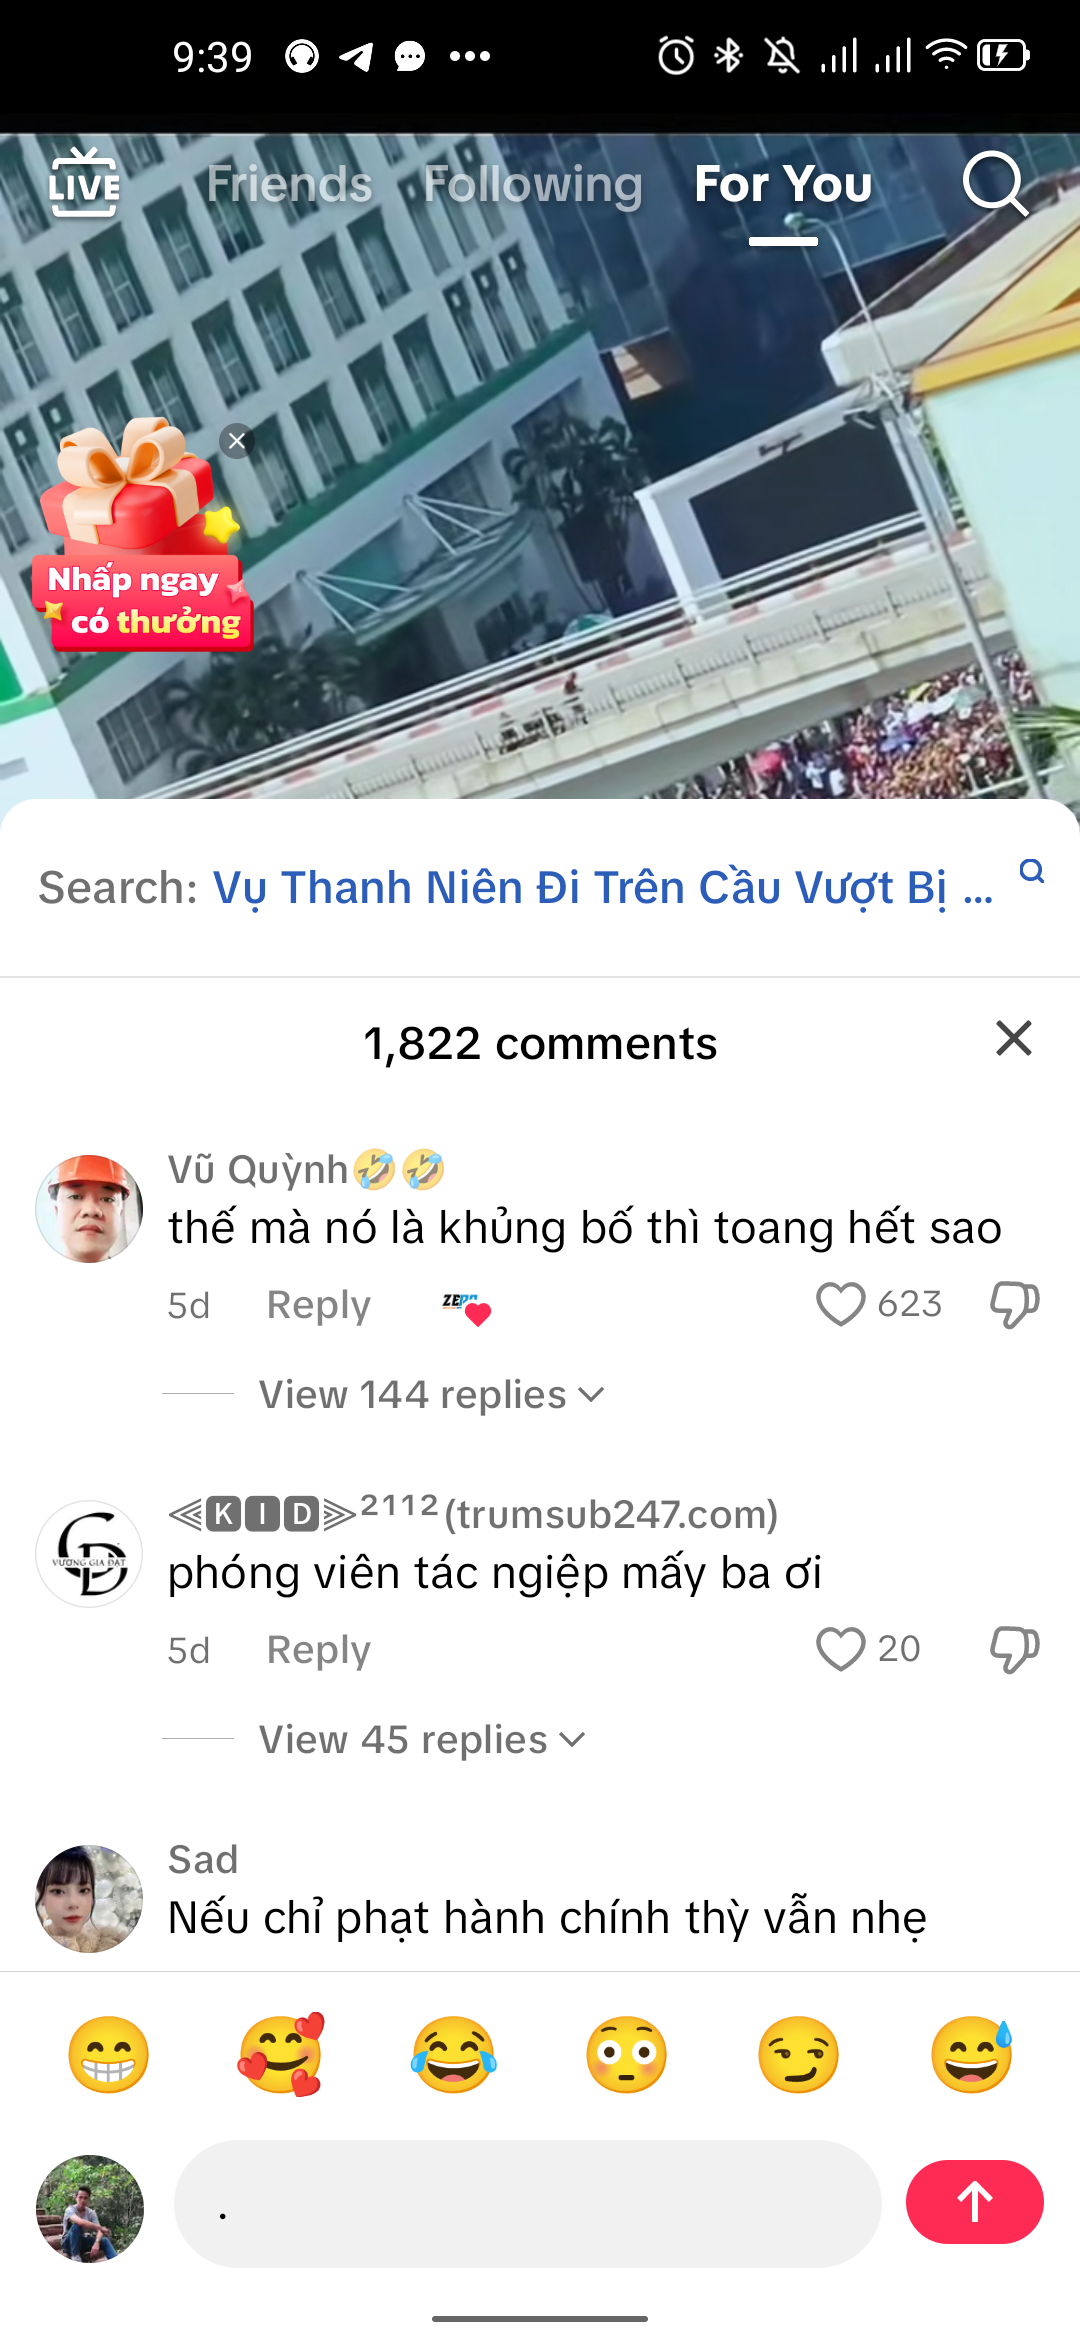 9:39
LIVE
Friends Following For You
Nhấp ngay
có thưởng
Search: Vụ Thanh Niên Đi Trên Cầu Vượt Bị ...
1,822 comments
Vũ Quỳnh🤣🤣
thế mà nó là khủng bố thì toang hết sao
5d Reply 623
View 144 replies
⫷🅺🅸🅳⫸²¹¹²(trumsub247.com)
VƯƠNG GIA ĐẠT
phóng viên tác ngiệp mấy ba ơi
5d Reply 20
View 45 replies
Sad
Nếu chỉ phạt hành chính thỳ vẫn nhẹ
.